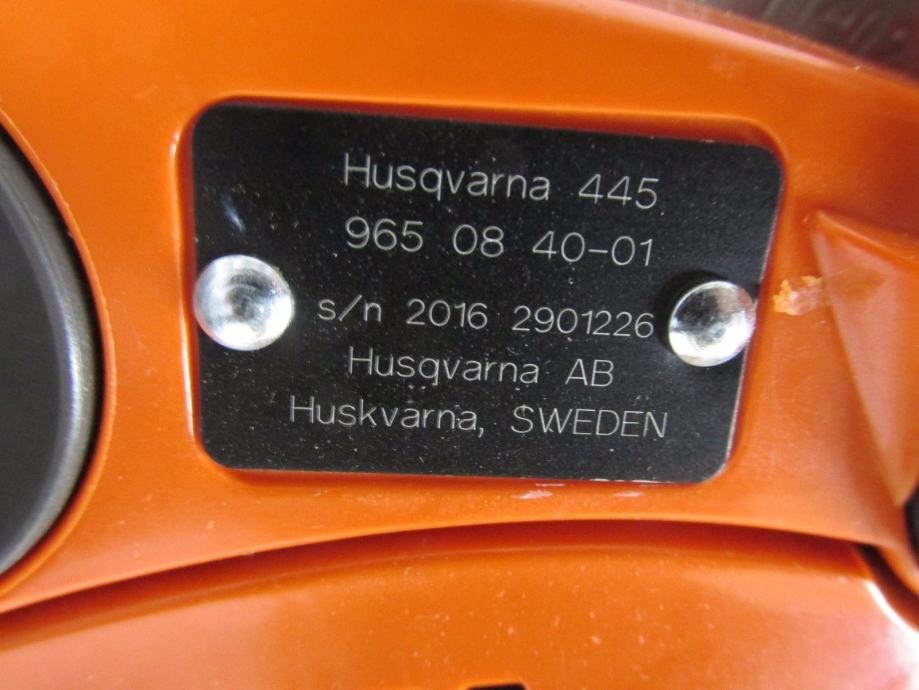 Husqvarna 445
965 08 40-01
s/n 2016 2901226
Husqvarna AB
Huskvarna, SWEDEN